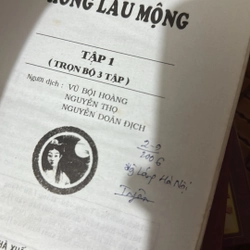 HỒNG LÂU MỘNG
TẬP 1
( TRỌN BỘ 3 TẬP )
Người dịch : VŨ BỘI HOÀNG
NGUYỄN THỌ
NGUYỄN DOÃN ĐỊCH
2-9
2006
Hà Nội